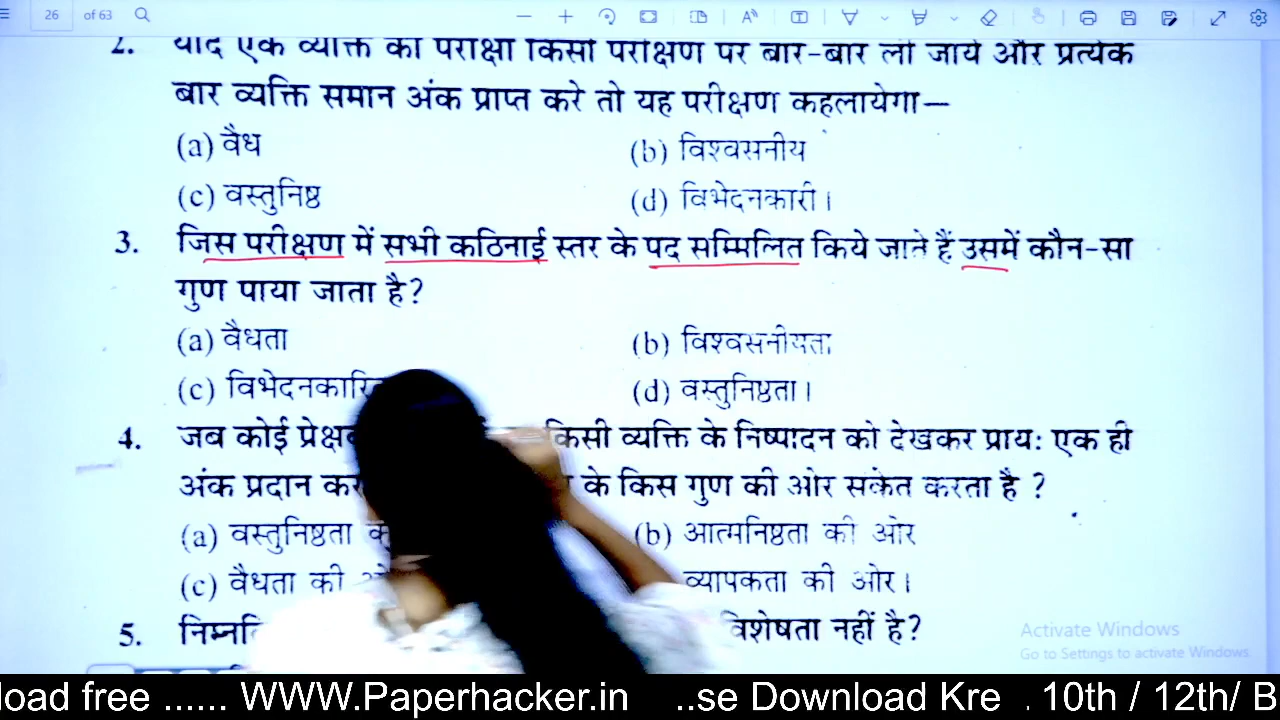 26 of 63
2. यदि एक व्यक्ति की परीक्षा किसी परीक्षण पर बार-बार ली जाये और प्रत्येक
बार व्यक्ति समान अंक प्राप्त करे तो यह परीक्षण कहलायेगा—
(a) वैध (b) विश्वसनीय
(c) वस्तुनिष्ठ (d) विभेदनकारी।
3. जिस परीक्षण में सभी कठिनाई स्तर के पद सम्मिलित किये जाते हैं उसमें कौन-सा
गुण पाया जाता है?
(a) वैधता (b) विश्वसनीयता
(c) (d) वस्तुनिष्ठता।
4. जब कोई किसी व्यक्ति के निष्पादन को देखकर प्रायः एक ही
अंक प्रदान के किस गुण की ओर संकेत करता है ?
(a) वस्तुनिष्ठता (b) आत्मनिष्ठता की ओर
(c) वैधता की व्यापकता की ओर।
5. विशेषता नहीं है?
Activate Windows
Go to Settings to activate Windows.
load free ...... WWW.Paperhacker.in ..se Download Kre . 10th / 12th/ B